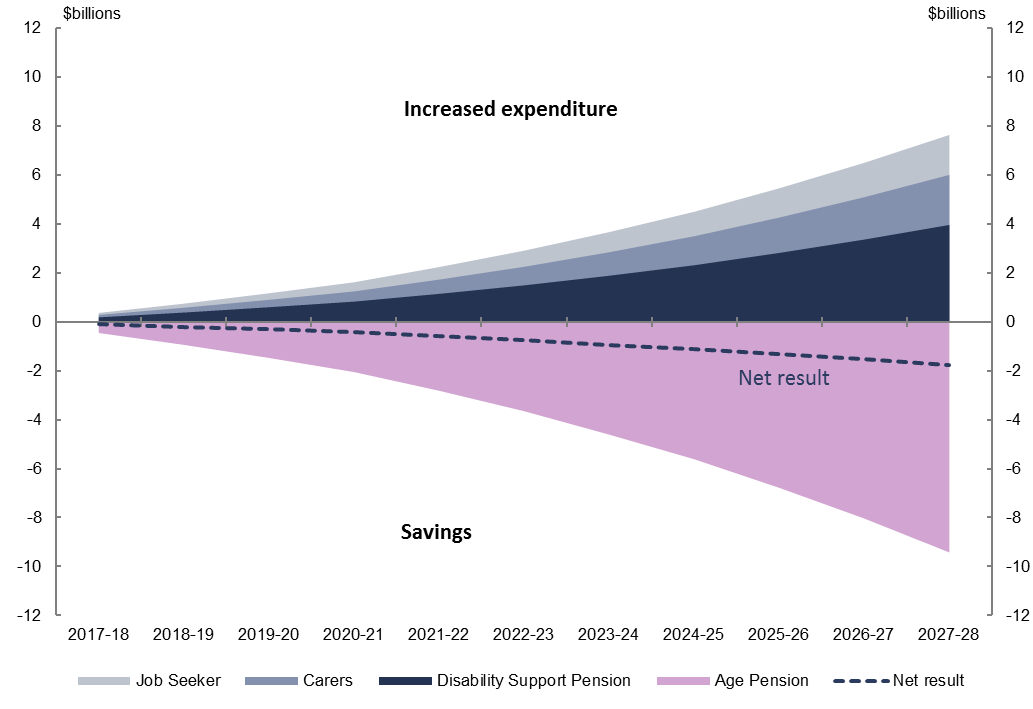 $billions $billions
12 12
10 10
Increased expenditure
8 8
6 6
4 4
2 2
0 0
-2 -2
Net result
-4 -4
-6 -6
-8 -8
Savings
-10 -10
-12 -12
2017-18 2018-19 2019-20 2020-21 2021-22 2022-23 2023-24 2024-25 2025-26 2026-27 2027-28
Job Seeker Carers Disability Support Pension Age Pension Net result